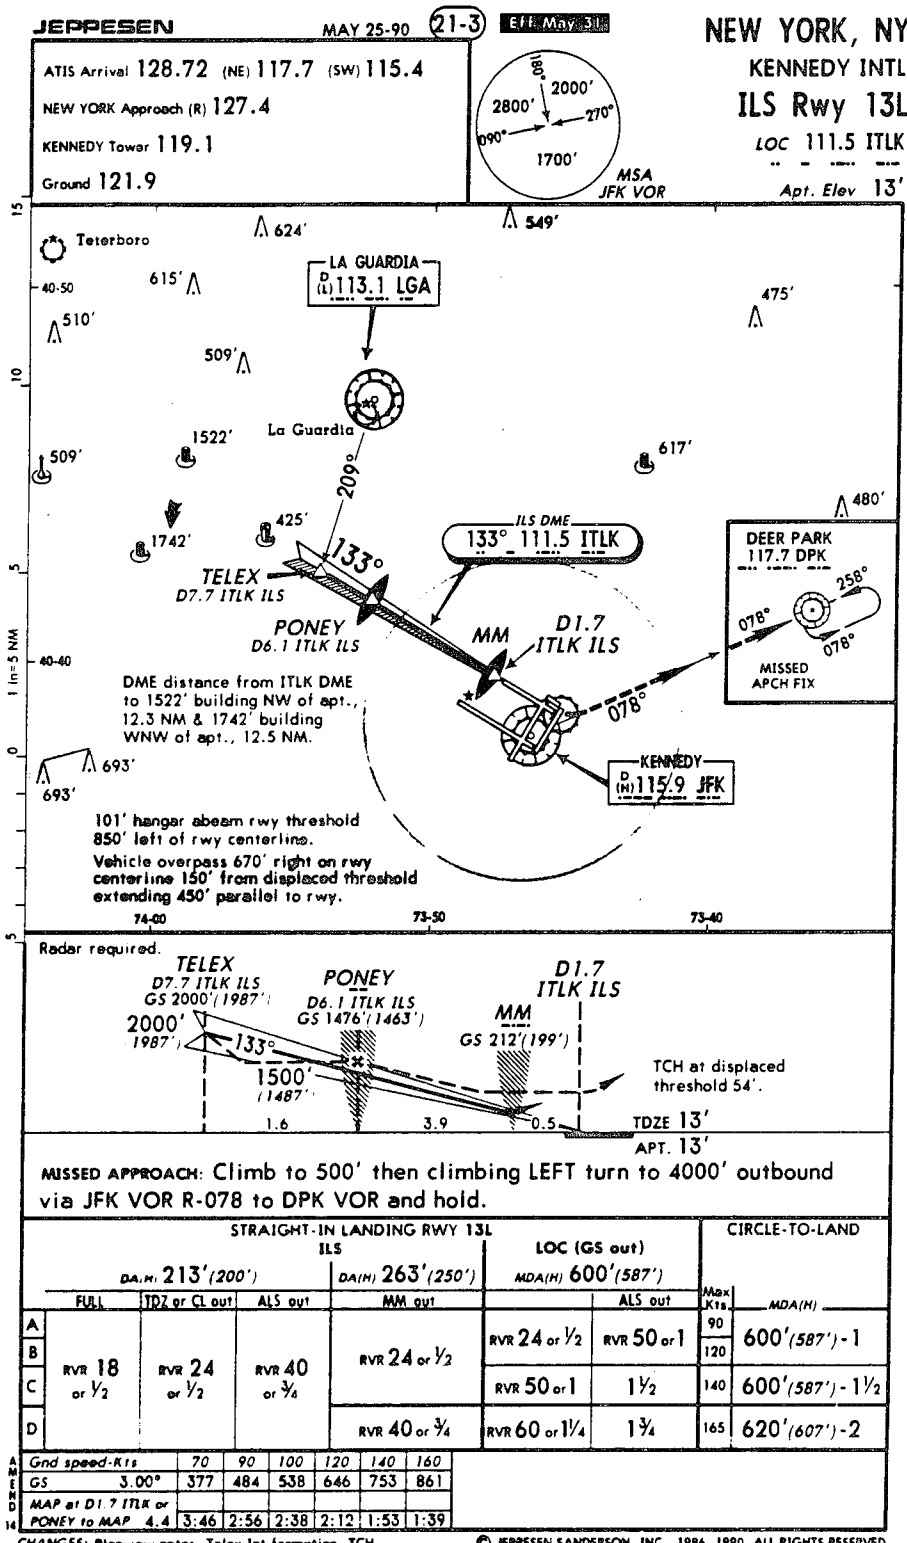 JEPPESEN
MAY 25-90
21-3
Eff. May 31
NEW YORK, NY
KENNEDY INTL
ILS Rwy 13L
LOC 111.5 ITLK
Apt. Elev 13'
ATIS Arrival 128.72 (NE) 117.7 (SW) 115.4
NEW YORK Approach (R) 127.4
KENNEDY Tower 119.1
Ground 121.9
180°
2000'
2800'
270°
090°
1700'
MSA
JFK VOR
15
Teterboro
624'
549'
LA GUARDIA
D
(L) 113.1 LGA
615'
40-50
510'
475'
509'
10
La Guardia
1522'
509'
617'
209°
480'
425'
1742'
ILS DME
133° 111.5 ITLK
DEER PARK
117.7 DPK
258°
078°
078°
MISSED
APCH FIX
133°
5
TELEX
D7.7 ITLK ILS
PONEY
D6.1 ITLK ILS
MM
D1.7
ITLK ILS
1 in = 5 NM
40-40
078°
DME distance from ITLK DME
to 1522' building NW of apt.,
12.3 NM & 1742' building
WNW of apt., 12.5 NM.
0
693'
693'
KENNEDY
D
(H) 115.9 JFK
101' hangar abeam rwy threshold
850' left of rwy centerline.
Vehicle overpass 670' right on rwy
centerline 150' from displaced threshold
extending 450' parallel to rwy.
74-00
73-50
73-40
5
Radar required.
TELEX
D7.7 ITLK ILS
GS 2000'(1987')
PONEY
D6.1 ITLK ILS
GS 1476'(1463')
D1.7
ITLK ILS
MM
GS 212'(199')
2000'
(1987')
133°
1500'
(1487')
TCH at displaced
threshold 54'.
1.6
3.9
0.5
TDZE 13'
APT. 13'
MISSED APPROACH: Climb to 500' then climbing LEFT turn to 4000' outbound
via JFK VOR R-078 to DPK VOR and hold.
STRAIGHT-IN LANDING RWY 13L
CIRCLE-TO-LAND
ILS
LOC (GS out)
DA(H) 213'(200')
DA(H) 263'(250')
MDA(H) 600'(587')
FULL
TDZ or CL out
ALS out
MM out
ALS out
Max
Kts
MDA(H)
A
B
C
D
RVR 18
or ½
RVR 24
or ½
RVR 40
or ¾
RVR 24 or ½
RVR 40 or ¾
RVR 24 or ½
RVR 50 or 1
RVR 50 or 1
1½
RVR 60 or 1¼
1¾
90
120
600'(587')-1
140
600'(587')-1½
165
620'(607')-2
AMEND 14
Gnd speed-Kts 70 90 100 120 140 160
GS 3.00° 377 484 538 646 753 861
MAP at D1.7 ITLK or
PONEY to MAP 4.4 3:46 2:56 2:38 2:12 1:53 1:39
CHANGES:
© JEPPESEN SANDERSON, INC., 1986, 1990. ALL RIGHTS RESERVED